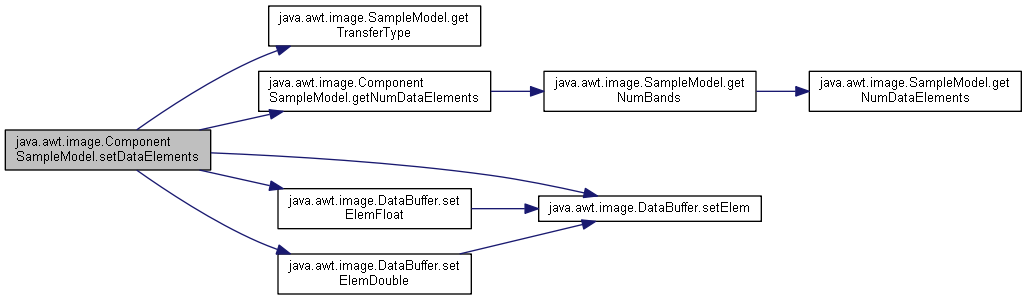 java.awt.image.SampleModel.get
TransferType
java.awt.image.Component
SampleModel.getNumDataElements
java.awt.image.SampleModel.get
NumBands
java.awt.image.SampleModel.get
NumDataElements
java.awt.image.Component
SampleModel.setDataElements
java.awt.image.DataBuffer.set
ElemFloat
java.awt.image.DataBuffer.setElem
java.awt.image.DataBuffer.set
ElemDouble